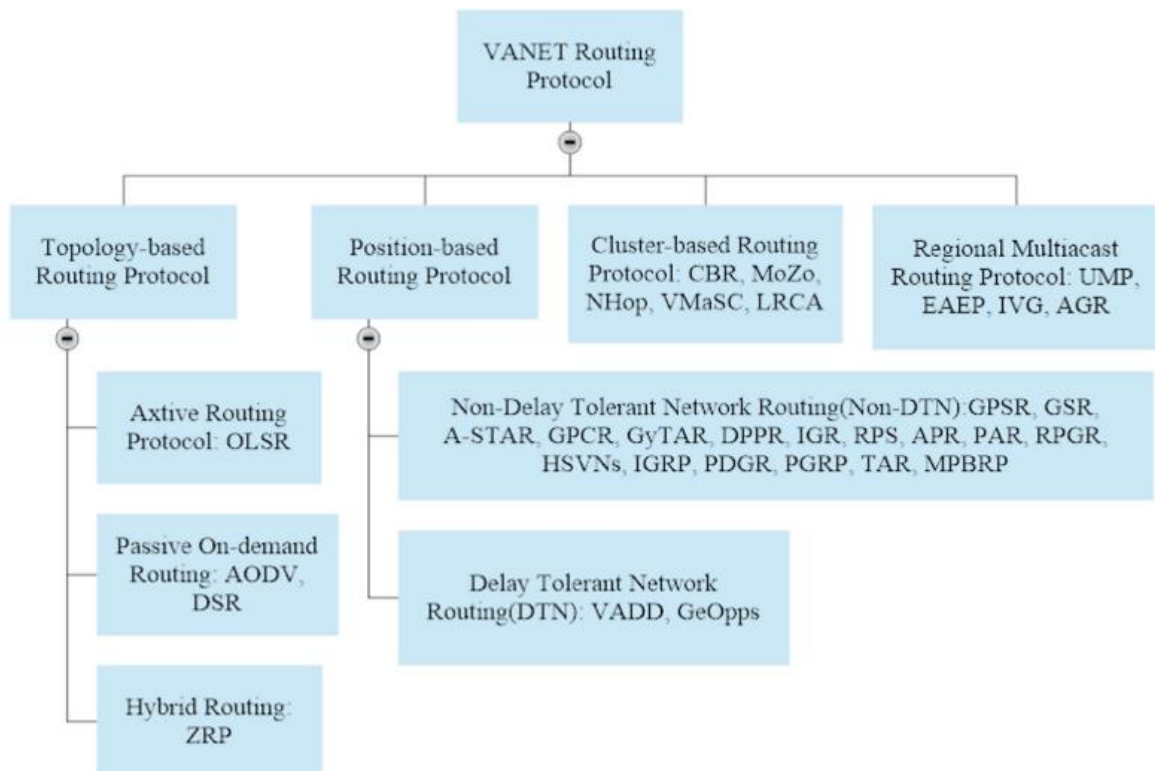 VANET Routing
Protocol
Topology-based
Routing Protocol
Position-based
Routing Protocol
Cluster-based Routing
Protocol: CBR, MoZo,
NHop, VMaSC, LRCA
Regional Multiacast
Routing Protocol: UMP,
EAEP, IVG, AGR
Axtive Routing
Protocol: OLSR
Passive On-demand
Routing: AODV,
DSR
Hybrid Routing:
ZRP
Non-Delay Tolerant Network Routing(Non-DTN):GPSR, GSR,
A-STAR, GPCR, GyTAR, DPPR, IGR, RPS, APR, PAR, RPGR,
HSVNs, IGRP, PDGR, PGRP, TAR, MPBRP
Delay Tolerant Network
Routing(DTN): VADD, GeOpps